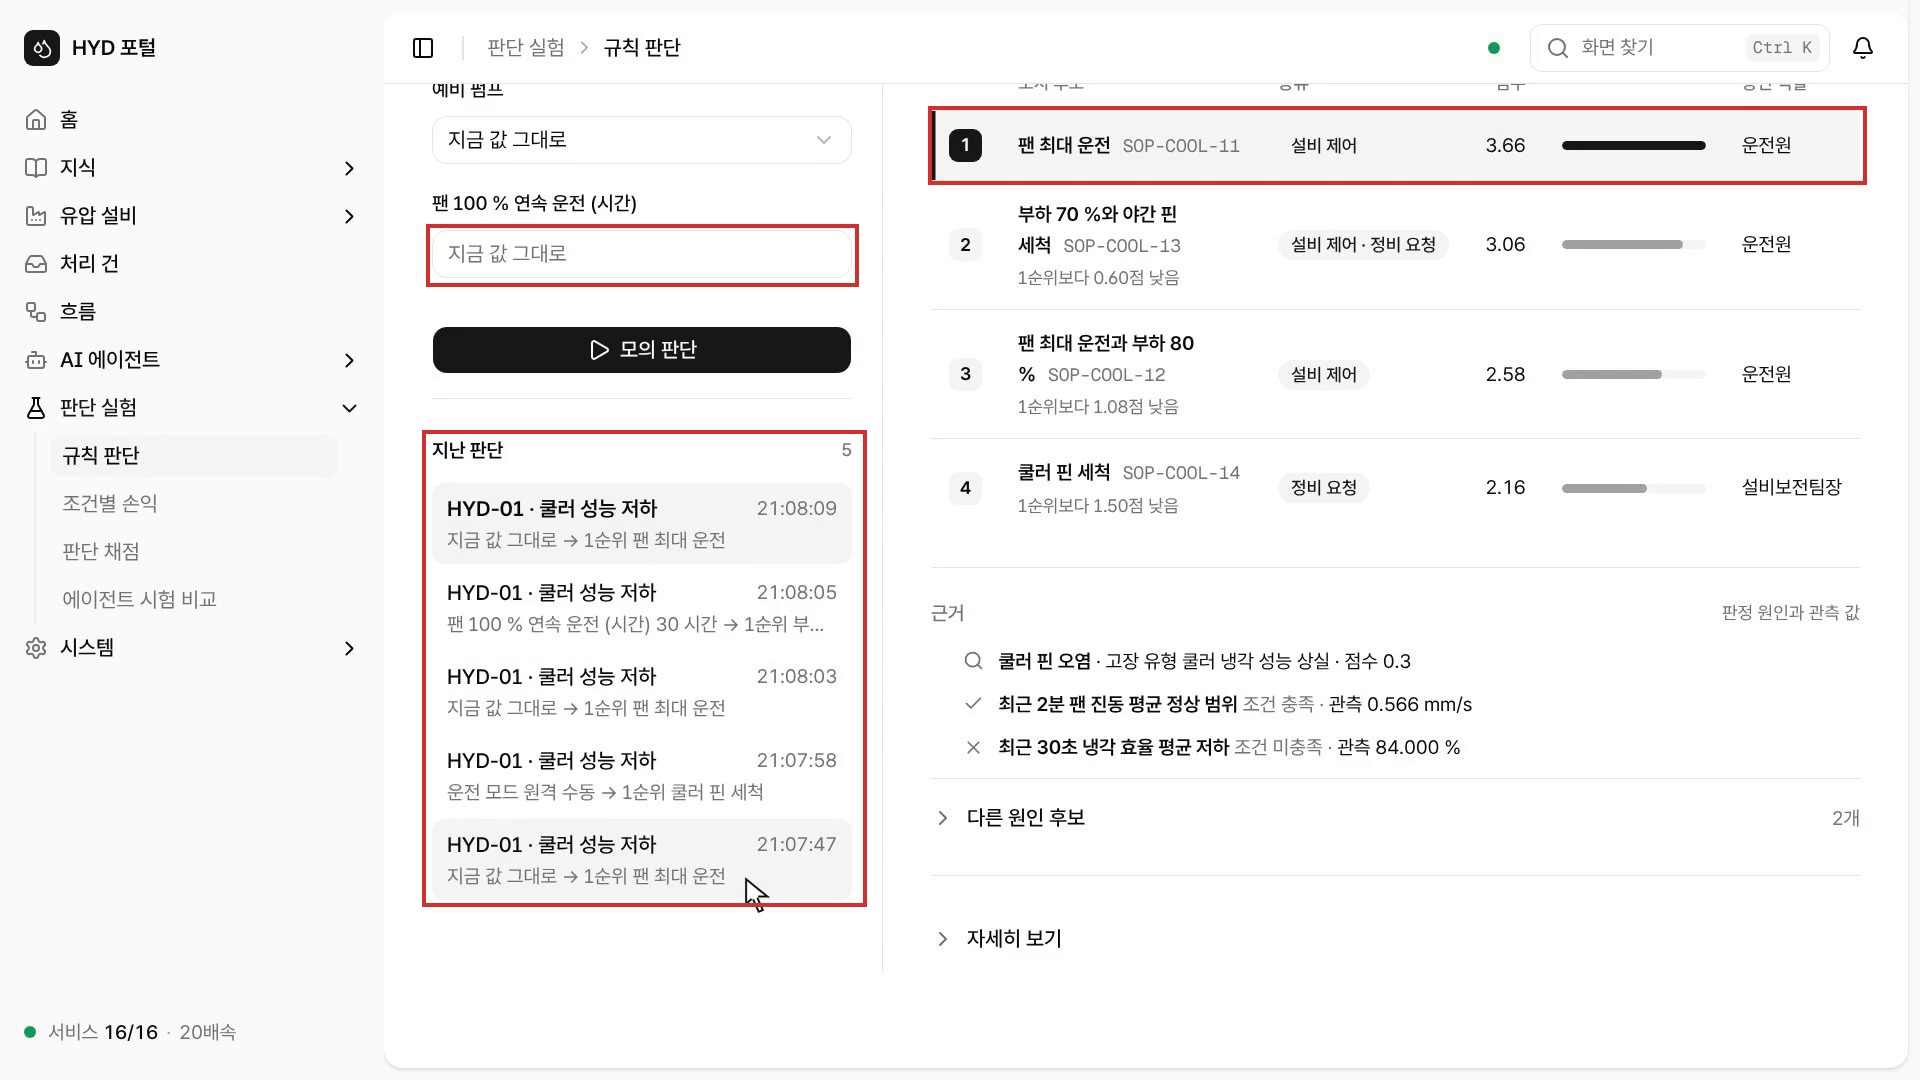 HYD 포털
홈
지식
유압 설비
처리 건
흐름
AI 에이전트
판단 실험
규칙 판단
조건별 손익
판단 채점
에이전트 시험 비교
시스템
서비스 16/16 · 20배속
판단 실험 > 규칙 판단
화면 찾기 Ctrl K
예비 펌프
지금 값 그대로
팬 100 % 연속 운전 (시간)
지금 값 그대로
모의 판단
지난 판단 5
HYD-01 · 쿨러 성능 저하 21:08:09
지금 값 그대로 → 1순위 팬 최대 운전
HYD-01 · 쿨러 성능 저하 21:08:05
팬 100 % 연속 운전 (시간) 30 시간 → 1순위 부...
HYD-01 · 쿨러 성능 저하 21:08:03
지금 값 그대로 → 1순위 팬 최대 운전
HYD-01 · 쿨러 성능 저하 21:07:58
운전 모드 원격 수동 → 1순위 쿨러 핀 세척
HYD-01 · 쿨러 성능 저하 21:07:47
지금 값 그대로 → 1순위 팬 최대 운전
1 팬 최대 운전 SOP-COOL-11 설비 제어 3.66 운전원
부하 70 %와 야간 핀
2 세척 SOP-COOL-13 설비 제어 · 정비 요청 3.06 운전원
1순위보다 0.60점 낮음
팬 최대 운전과 부하 80
3 % SOP-COOL-12 설비 제어 2.58 운전원
1순위보다 1.08점 낮음
4 쿨러 핀 세척 SOP-COOL-14 정비 요청 2.16 설비보전팀장
1순위보다 1.50점 낮음
근거 판정 원인과 관측 값
쿨러 핀 오염 · 고장 유형 쿨러 냉각 성능 상실 · 점수 0.3
최근 2분 팬 진동 평균 정상 범위 조건 충족 · 관측 0.566 mm/s
최근 30초 냉각 효율 평균 저하 조건 미충족 · 관측 84.000 %
다른 원인 후보 2개
자세히 보기